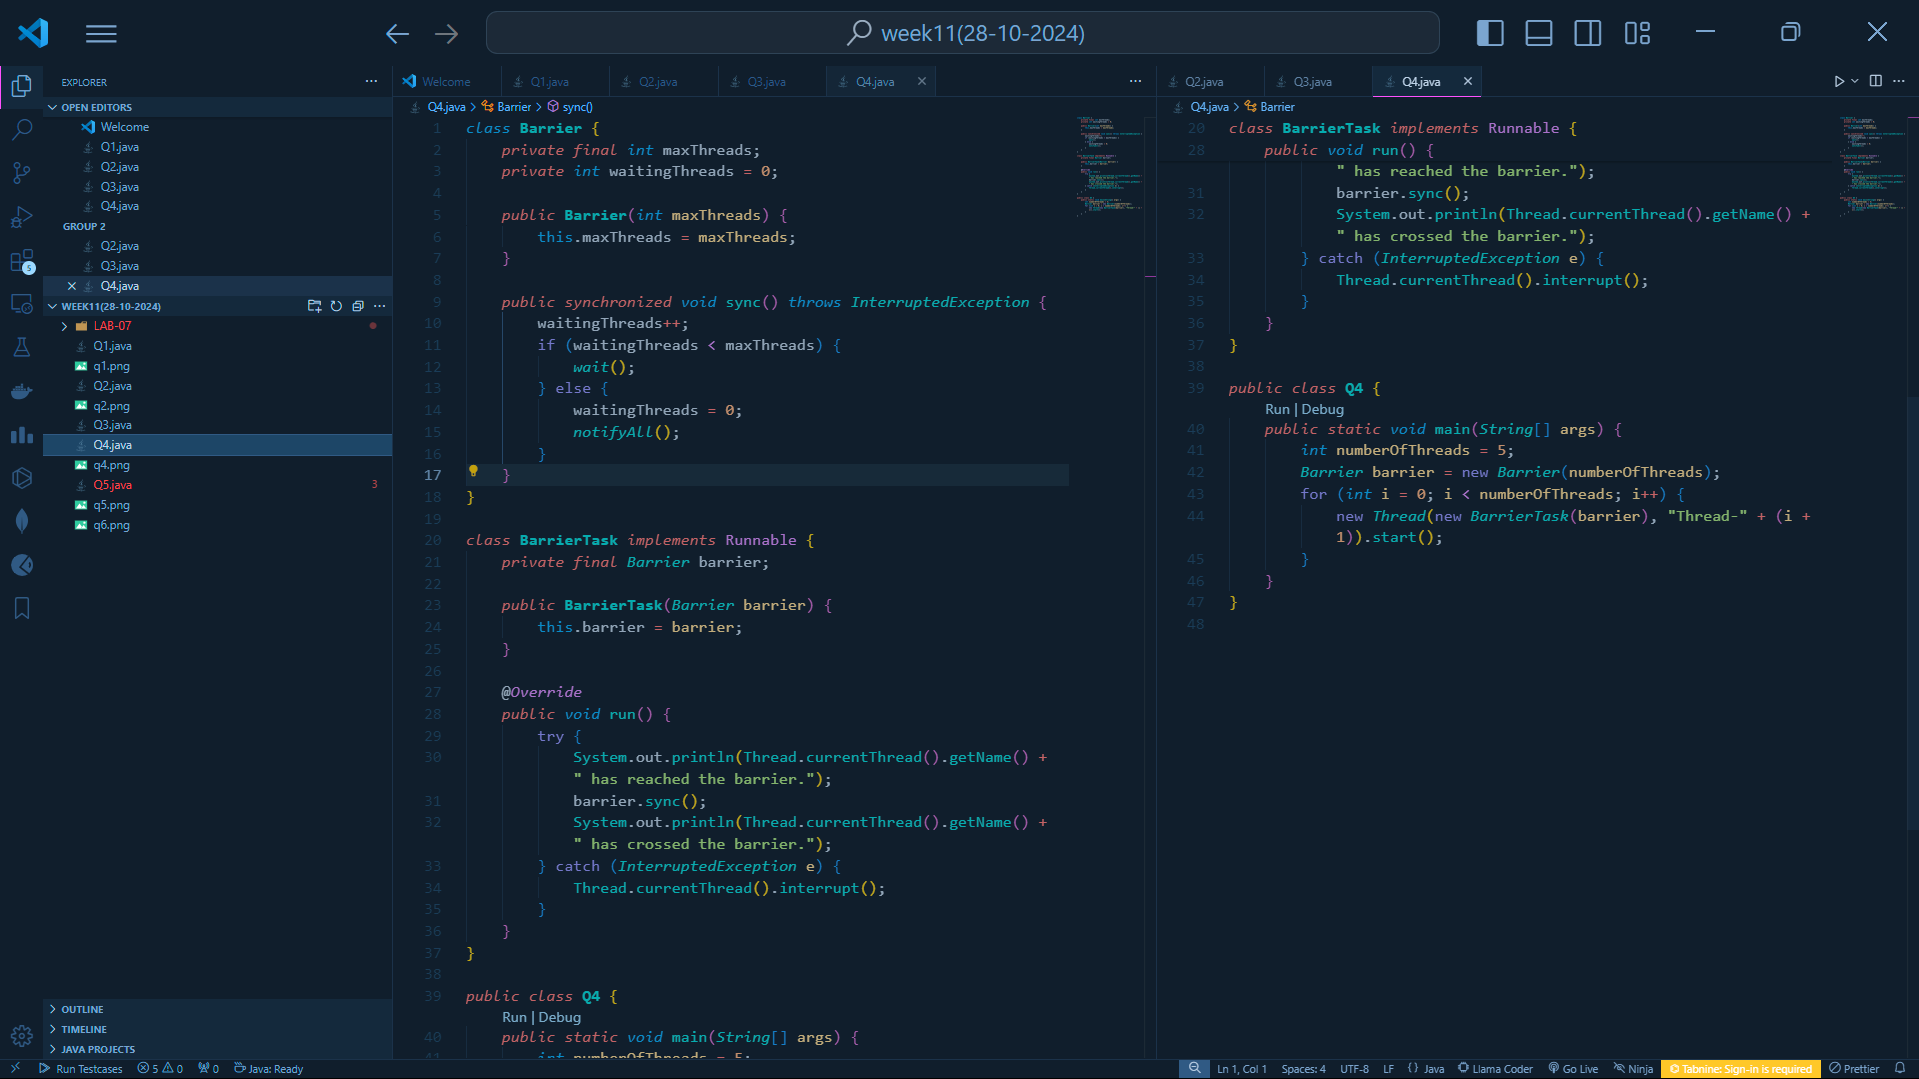 week11(28-10-2024)
EXPLORER
OPEN EDITORS
Welcome
Q1.java
Q2.java
Q3.java
Q4.java
GROUP 2
Q2.java
Q3.java
Q4.java
WEEK11(28-10-2024)
LAB-07
Q1.java
q1.png
Q2.java
q2.png
Q3.java
Q4.java
q4.png
Q5.java 3
q5.png
q6.png
OUTLINE
TIMELINE
JAVA PROJECTS
5
Welcome Q1.java Q2.java Q3.java Q4.java
Q4.java > Barrier > sync()
1 class Barrier {
2 private final int maxThreads;
3 private int waitingThreads = 0;
4
5 public Barrier(int maxThreads) {
6 this.maxThreads = maxThreads;
7 }
8
9 public synchronized void sync() throws InterruptedException {
10 waitingThreads++;
11 if (waitingThreads < maxThreads) {
12 wait();
13 } else {
14 waitingThreads = 0;
15 notifyAll();
16 }
17 }
18 }
19
20 class BarrierTask implements Runnable {
21 private final Barrier barrier;
22
23 public BarrierTask(Barrier barrier) {
24 this.barrier = barrier;
25 }
26
27 @Override
28 public void run() {
29 try {
30 System.out.println(Thread.currentThread().getName() +
" has reached the barrier.");
31 barrier.sync();
32 System.out.println(Thread.currentThread().getName() +
" has crossed the barrier.");
33 } catch (InterruptedException e) {
34 Thread.currentThread().interrupt();
35 }
36 }
37 }
38
39 public class Q4 {
Run | Debug
40 public static void main(String[] args) {
41 int numberOfThreads = 5;
Q2.java Q3.java Q4.java
Q4.java > Barrier
20 class BarrierTask implements Runnable {
28 public void run() {
" has reached the barrier.");
31 barrier.sync();
32 System.out.println(Thread.currentThread().getName() +
" has crossed the barrier.");
33 } catch (InterruptedException e) {
34 Thread.currentThread().interrupt();
35 }
36 }
37 }
38
39 public class Q4 {
Run | Debug
40 public static void main(String[] args) {
41 int numberOfThreads = 5;
42 Barrier barrier = new Barrier(numberOfThreads);
43 for (int i = 0; i < numberOfThreads; i++) {
44 new Thread(new BarrierTask(barrier), "Thread-" + (i +
1)).start();
45 }
46 }
47 }
48
Run Testcases 5 0 0 Java: Ready Ln 1, Col 1 Spaces: 4 UTF-8 LF {} Java Llama Coder Go Live Ninja Tabnine: Sign-in is required Prettier